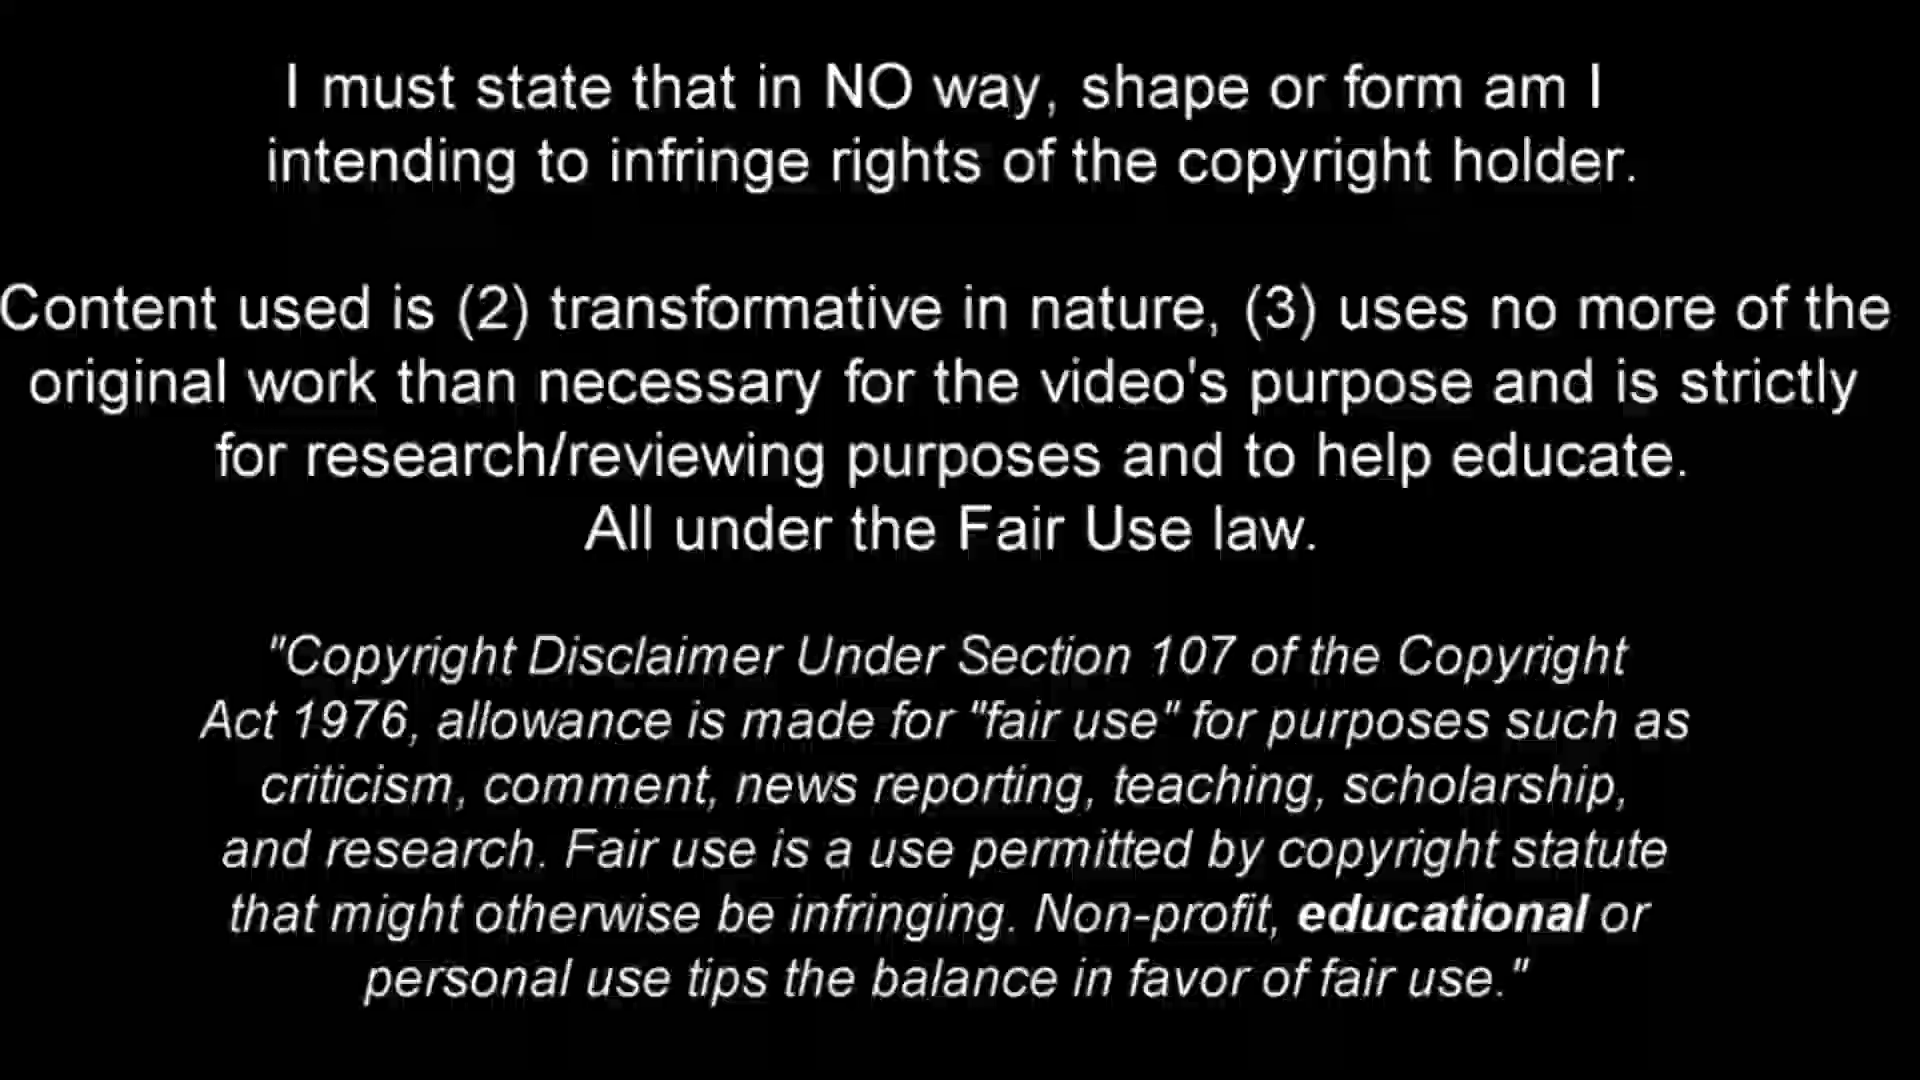 I must state that in NO way, shape or form am I
intending to infringe rights of the copyright holder.
Content used is (2) transformative in nature, (3) uses no more of the
original work than necessary for the video's purpose and is strictly
for research/reviewing purposes and to help educate.
All under the Fair Use law.
"Copyright Disclaimer Under Section 107 of the Copyright
Act 1976, allowance is made for "fair use" for purposes such as
criticism, comment, news reporting, teaching, scholarship,
and research. Fair use is a use permitted by copyright statute
that might otherwise be infringing. Non-profit, educational or
personal use tips the balance in favor of fair use."